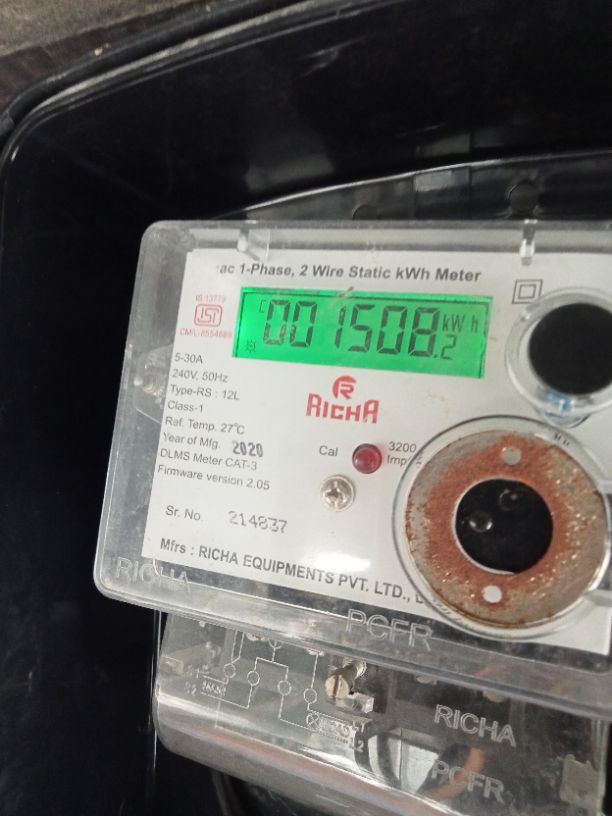 ac 1-Phase, 2 Wire Static kWh Meter
IS 13779
ISI
CM/L-8554689
001508.2 kWh
5-30A
240V, 50Hz
Type-RS : 12L
Class-1
Ref. Temp. 27°C
Year of Mfg. 2020
DLMS Meter CAT-3
Firmware version 2.05
RICHA
Cal
3200
Imp/
Sr. No. 214837
Mfrs : RICHA EQUIPMENTS PVT. LTD.,
RICHA
PCFR
RICHA
PCFR